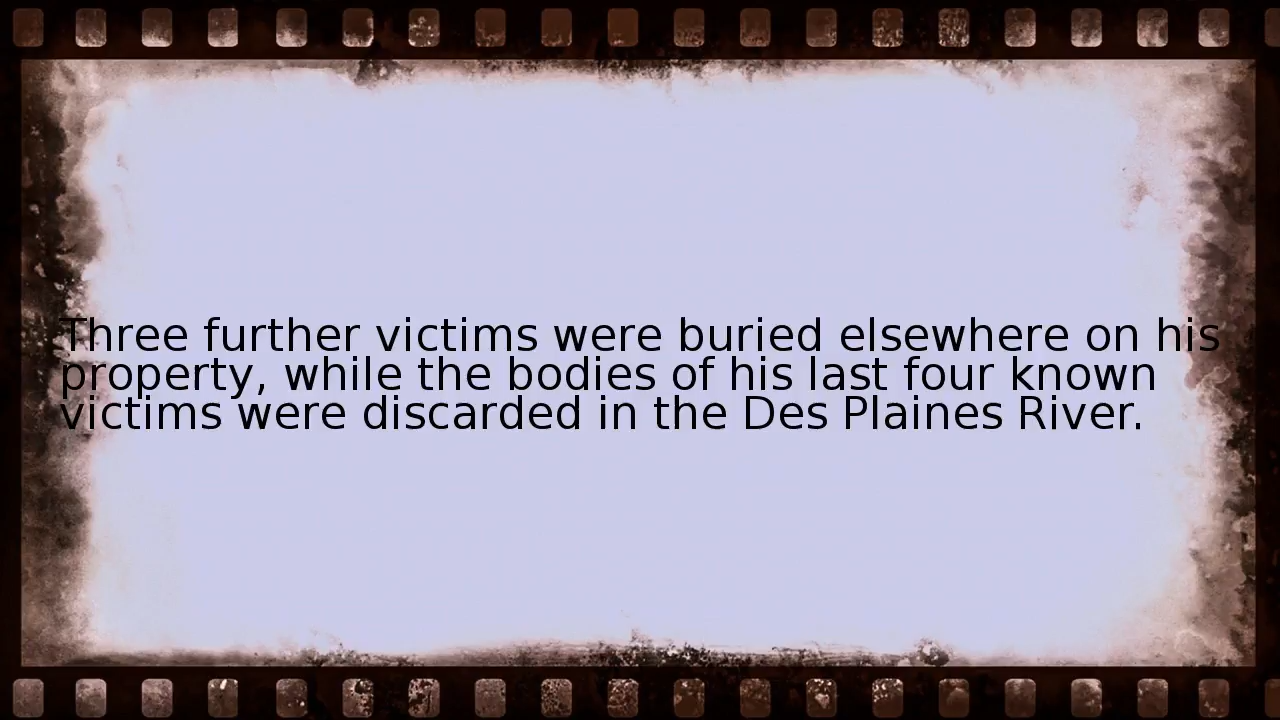 Three further victims were buried elsewhere on his
property, while the bodies of his last four known
victims were discarded in the Des Plaines River.